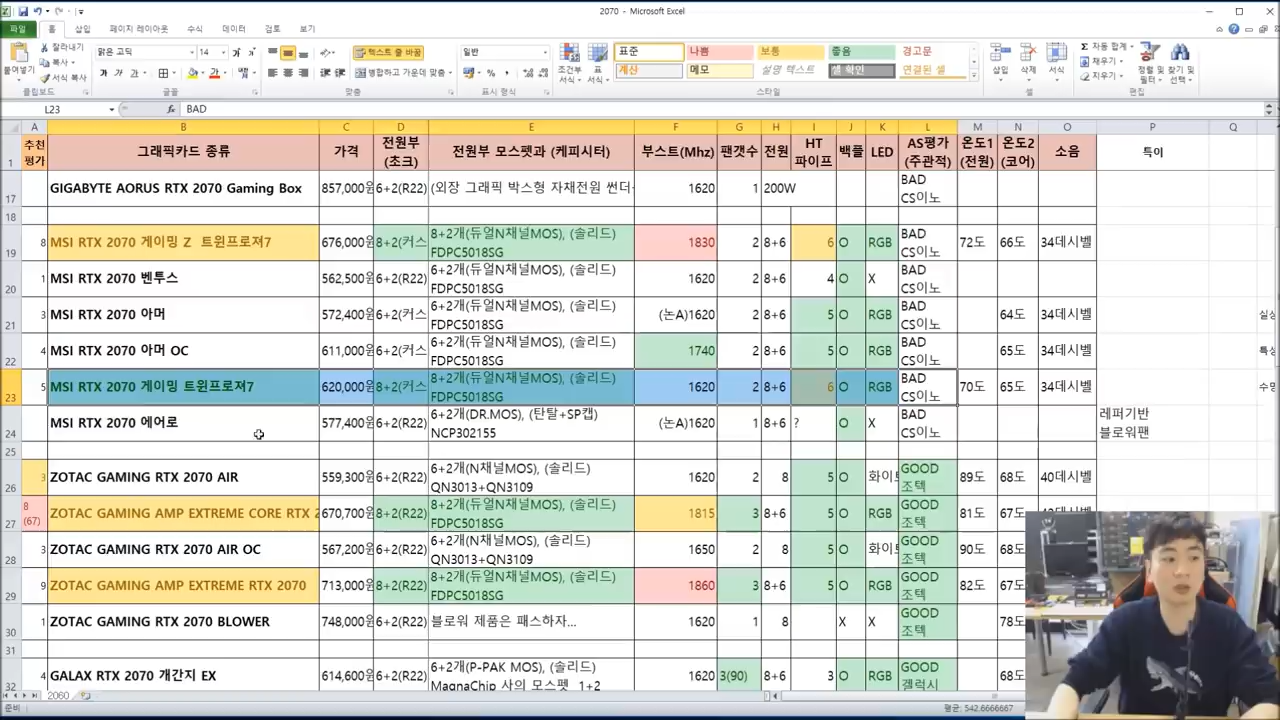 2070 - Microsoft Excel
파일 홈 삽입 페이지 레이아웃 수식 데이터 검토 보기
붙여넣기 잘라내기 복사 서식 복사 클립보드
맑은 고딕 14 가 가 글꼴
텍스트 줄 바꿈 병합하고 가운데 맞춤 맞춤
일반 표시 형식
조건부 서식 표 서식 표준 나쁨 보통 좋음 경고문
계산 메모 설명 텍스트 셀 확인 연결된 셀 스타일
삽입 삭제 서식 셀
자동 합계 채우기 지우기 정렬 및 필터 찾기 및 선택 편집
L23 fx BAD
A B C D E F G H I J K L M N O P Q
1 추천 평가 그래픽카드 종류 가격 전원부 (쵸크) 전원부 모스펫과 (케피시터) 부스트(Mhz) 팬갯수 전원 HT 파이프 백플 LED AS평가 (주관적) 온도1 (전원) 온도2 (코어) 소음 특이
17 GIGABYTE AORUS RTX 2070 Gaming Box 857,000원 6+2(R22) (외장 그래픽 박스형 자재전원 썬더 1620 1 200W BAD CS이노
18
19 8 MSI RTX 2070 게이밍 Z 트윈프로져7 676,000원 8+2(커스 8+2개(듀얼N채널MOS), (솔리드) FDPC5018SG 1830 2 8+6 6 O RGB BAD CS이노 72도 66도 34데시벨
20 1 MSI RTX 2070 벤투스 562,500원 6+2(R22) 6+2개(듀얼N채널MOS), (솔리드) FDPC5018SG 1620 2 8+6 4 O X BAD CS이노
21 3 MSI RTX 2070 아머 572,400원 6+2(커스 6+2개(듀얼N채널MOS), (솔리드) FDPC5018SG (논A)1620 2 8+6 5 O RGB BAD CS이노 64도 34데시벨
22 4 MSI RTX 2070 아머 OC 611,000원 6+2(커스 6+2개(듀얼N채널MOS), (솔리드) FDPC5018SG 1740 2 8+6 5 O RGB BAD CS이노 65도 34데시벨
23 5 MSI RTX 2070 게이밍 트윈프로져7 620,000원 8+2(커스 8+2개(듀얼N채널MOS), (솔리드) FDPC5018SG 1620 2 8+6 6 O RGB BAD CS이노 70도 65도 34데시벨
24 MSI RTX 2070 에어로 577,400원 6+2(R22) 6+2개(DR.MOS), (탄탈+SP캡) NCP302155 (논A)1620 1 8+6 ? O X BAD CS이노 레퍼기반 블로워팬
25
26 3 ZOTAC GAMING RTX 2070 AIR 559,300원 6+2(R22) 6+2개(N채널MOS), (솔리드) QN3013+QN3109 1620 2 8 5 O 화이트 GOOD 조텍 89도 68도 40데시벨
27 8 (67) ZOTAC GAMING AMP EXTREME CORE RTX 2 670,700원 8+2(R22) 8+2개(듀얼N채널MOS), (솔리드) FDPC5018SG 1815 3 8+6 5 O RGB GOOD 조텍 81도 67도
28 3 ZOTAC GAMING RTX 2070 AIR OC 567,200원 6+2(R22) 6+2개(N채널MOS), (솔리드) QN3013+QN3109 1650 2 8 5 O 화이트 GOOD 조텍 90도 68
29 9 ZOTAC GAMING AMP EXTREME RTX 2070 713,000원 8+2(R22) 8+2개(듀얼N채널MOS), (솔리드) FDPC5018SG 1860 3 8+6 5 O RGB GOOD 조텍 82도 67도
30 1 ZOTAC GAMING RTX 2070 BLOWER 748,000원 6+2(R22) 블로워 제품은 패스하자... 1620 1 8 X X GOOD 조텍 78도
31
32 4 GALAX RTX 2070 개간지 EX 614,600원 6+2(R22) 6+2개(P-PAK MOS), (솔리드) MagnaChip 사의 모스펫 1+2 1620 3(90) 8+6 3 O RGB GOOD 갤럭시 68
2060
준비 평균: 542.6666667